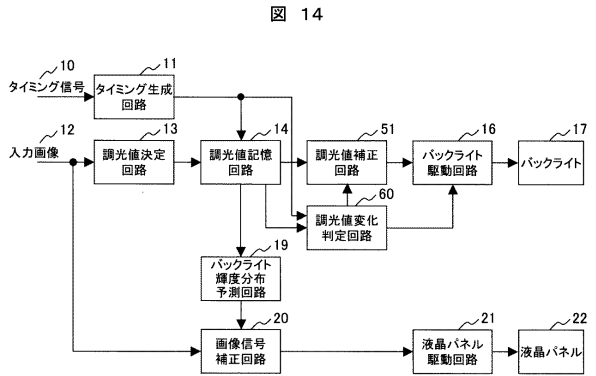 図 14
10
タイミング信号
11
タイミング生成
回路
12
入力画像
13
調光値決定
回路
14
調光値記憶
回路
51
調光値補正
回路
16
バックライト
駆動回路
17
バックライト
60
調光値変化
判定回路
19
バックライト
輝度分布
予測回路
20
画像信号
補正回路
21
液晶パネル
駆動回路
22
液晶パネル